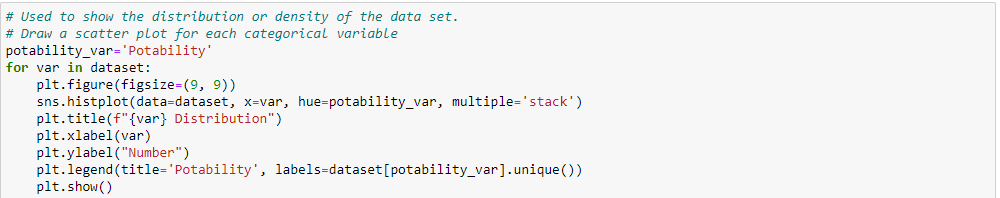 # Used to show the distribution or density of the data set.
# Draw a scatter plot for each categorical variable
potability_var='Potability'
for var in dataset:
    plt.figure(figsize=(9, 9))
    sns.histplot(data=dataset, x=var, hue=potability_var, multiple='stack')
    plt.title(f"{var} Distribution")
    plt.xlabel(var)
    plt.ylabel("Number")
    plt.legend(title='Potability', labels=dataset[potability_var].unique())
    plt.show()